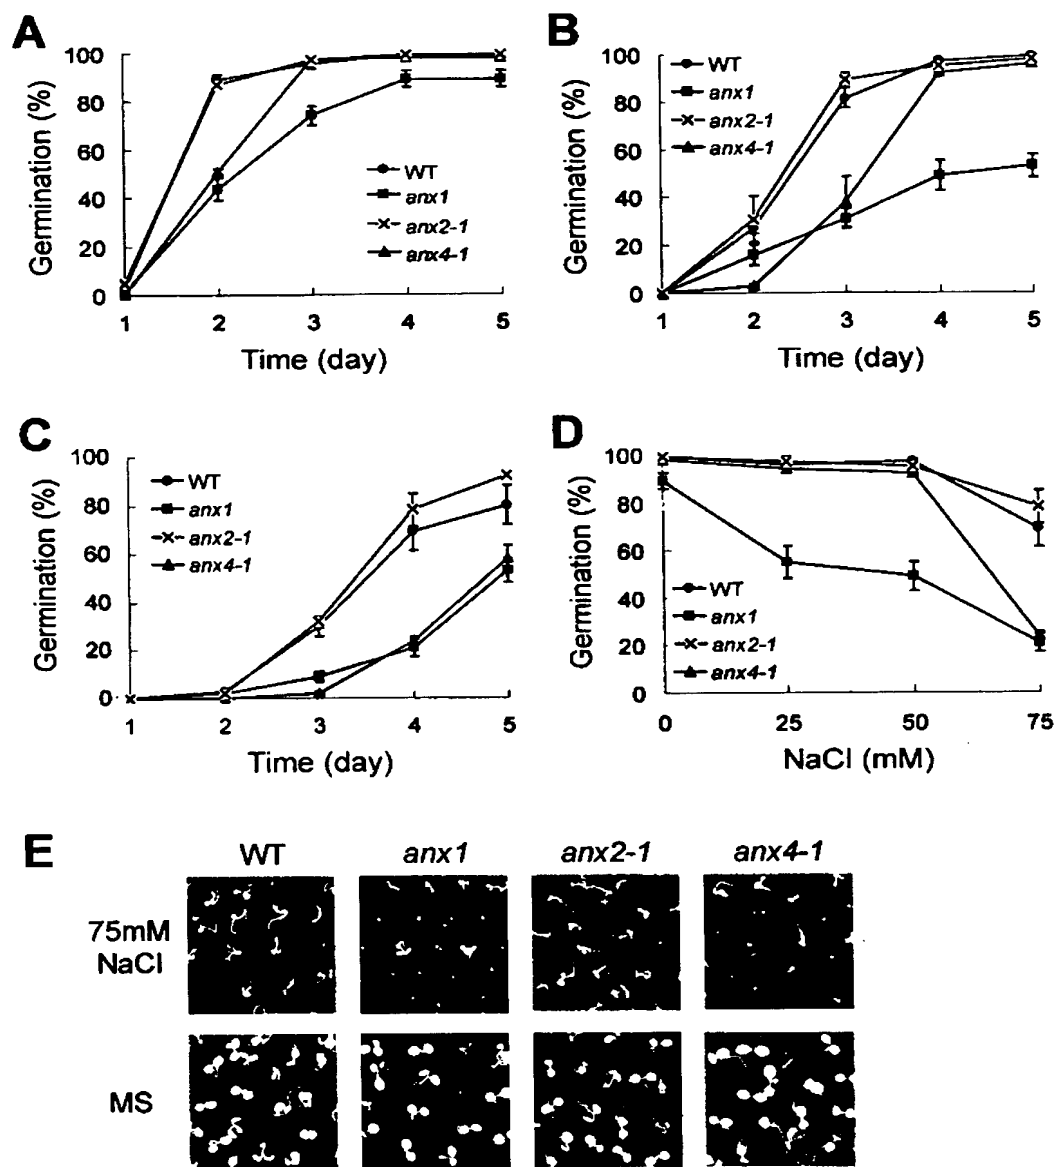 A
Germination (%)
100
80
60
40
20
0
WT
anx1
anx2-1
anx4-1
1 2 3 4 5
Time (day)
B
Germination (%)
100
80
60
40
20
0
WT
anx1
anx2-1
anx4-1
1 2 3 4 5
Time (day)
C
Germination (%)
100
80
60
40
20
0
WT
anx1
anx2-1
anx4-1
1 2 3 4 5
Time (day)
D
Germination (%)
100
80
60
40
20
0
WT
anx1
anx2-1
anx4-1
0 25 50 75
NaCl (mM)
E
WT anx1 anx2-1 anx4-1
75mM
NaCl
MS